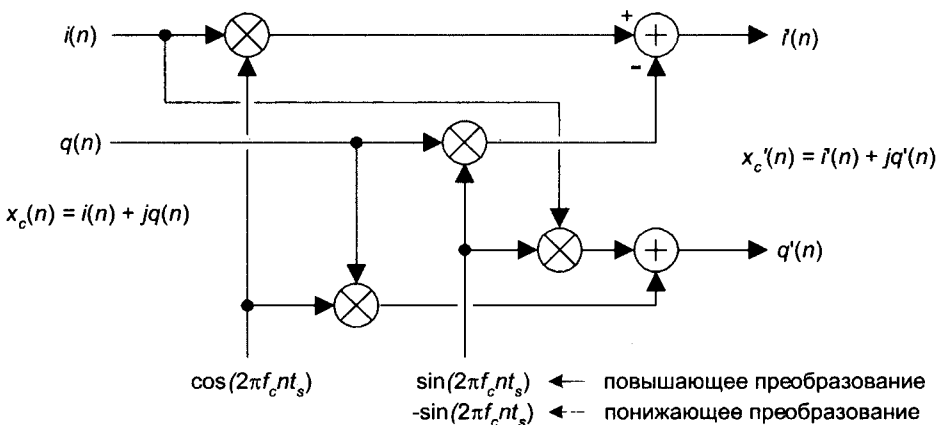 i(n)
+
i'(n)
-
q(n)
x_c'(n) = i'(n) + jq'(n)
x_c(n) = i(n) + jq(n)
q'(n)
cos(2πf_cnt_s)
sin(2πf_cnt_s) ← повышающее преобразование
-sin(2πf_cnt_s) ← понижающее преобразование